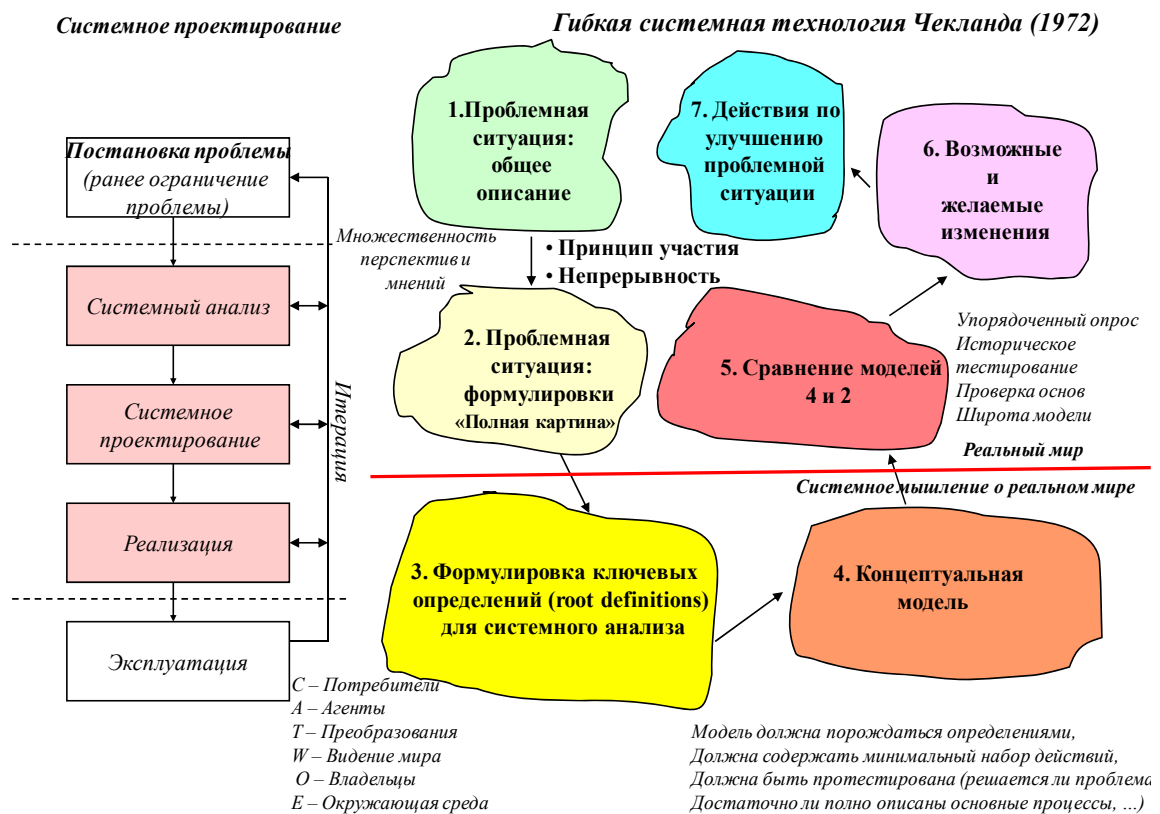 Системное проектирование
Постановка проблемы
(ранее ограничение
проблемы)
Системный анализ
Системное
проектирование
Реализация
Эксплуатация
Итерация
Гибкая системная технология Чекланда (1972)
1.Проблемная
ситуация:
общее
описание
Множественность
перспектив и
мнений
• Принцип участия
• Непрерывность
2. Проблемная
ситуация:
формулировки
«Полная картина»
3. Формулировка ключевых
определений (root definitions)
для системного анализа
C – Потребители
A – Агенты
T – Преобразования
W – Видение мира
O – Владельцы
E – Окружающая среда
4. Концептуальная
модель
Модель должна порождаться определениями,
Должна содержать минимальный набор действий,
Должна быть протестирована (решается ли проблема
Достаточно ли полно описаны основные процессы, ...)
5. Сравнение моделей
4 и 2
Упорядоченный опрос
Историческое
тестирование
Проверка основ
Широта модели
Реальный мир
Системное мышление о реальном мире
6. Возможные
и
желаемые
изменения
7. Действия по
улучшению
проблемной
ситуации